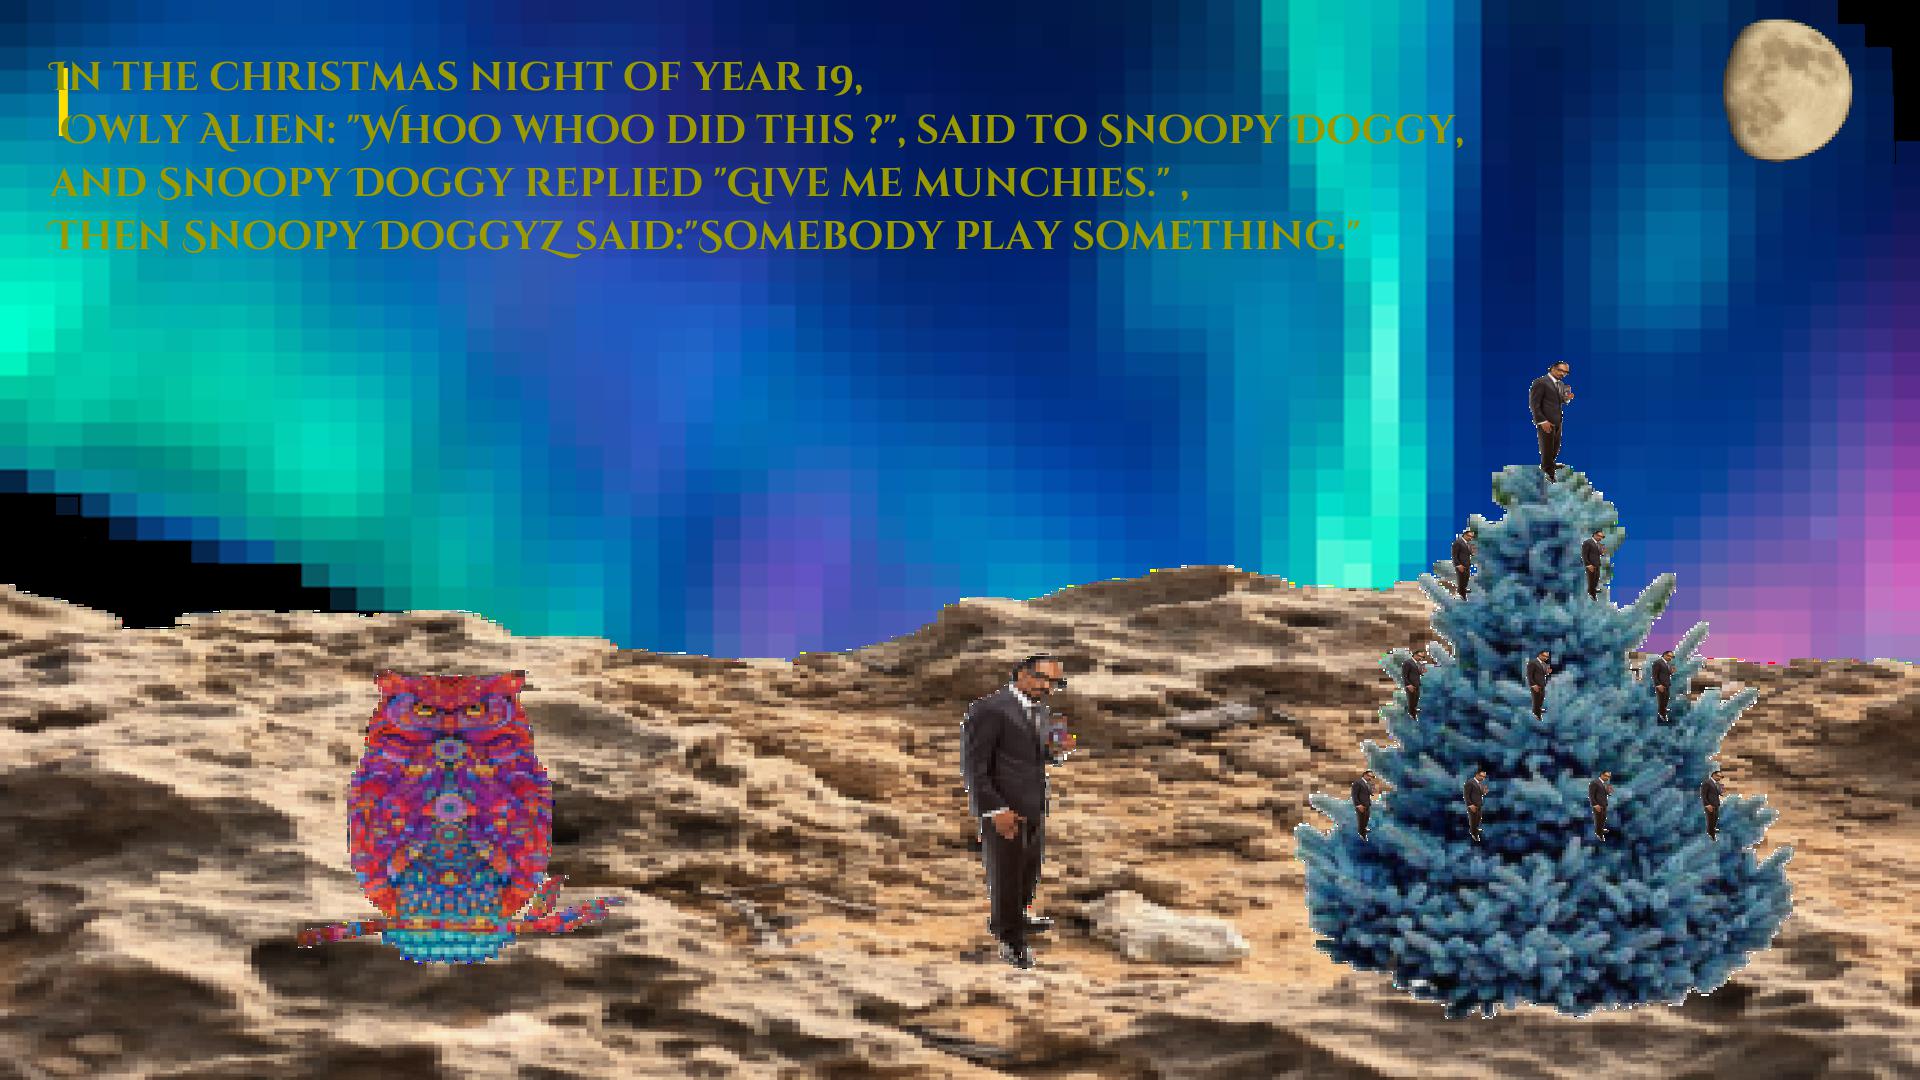 In the Christmas night of year 19,
Owly Alien: "Whoo whoo did this ?", said to Snoopy Doggy,
and Snoopy Doggy replied "Give me munchies." ,
Then Snoopy DoggyZ said:"Somebody play something."